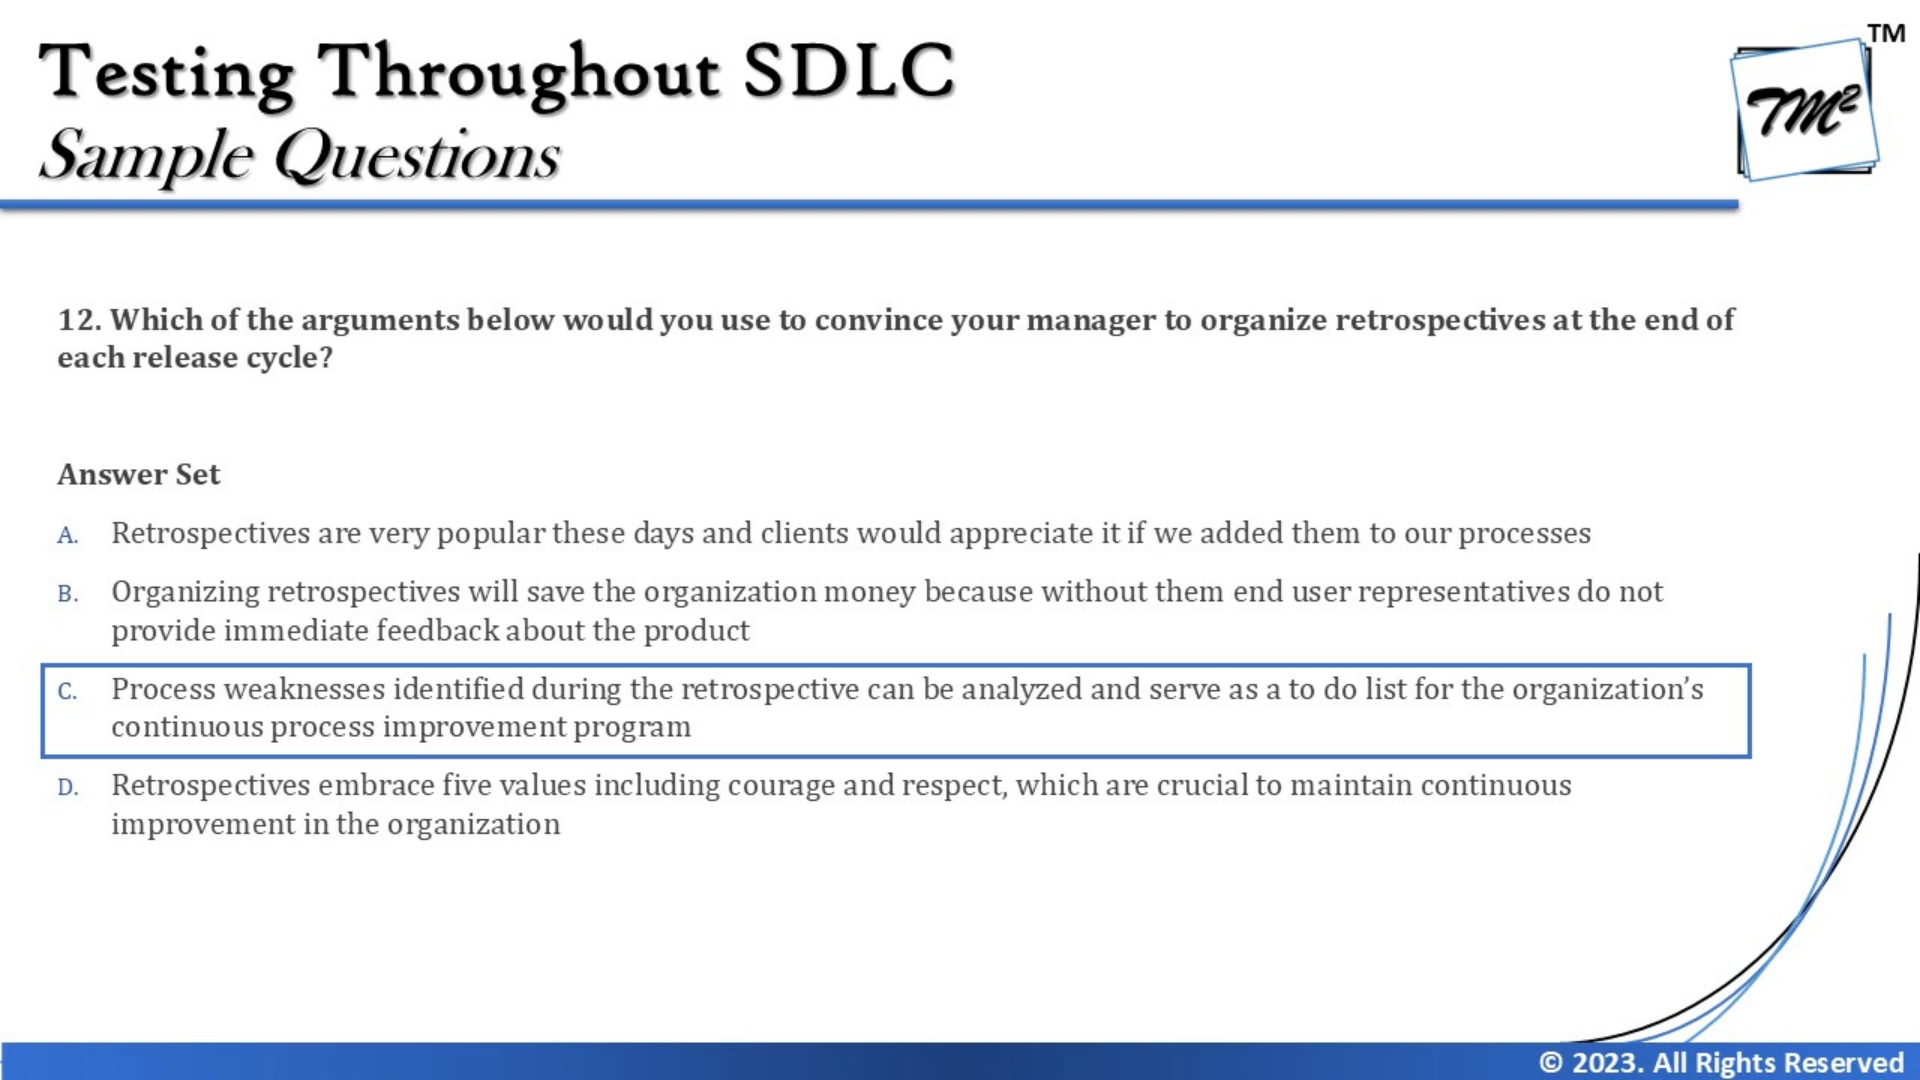 Testing Throughout SDLC
Sample Questions
TM
TM²
12. Which of the arguments below would you use to convince your manager to organize retrospectives at the end of
each release cycle?
Answer Set
A. Retrospectives are very popular these days and clients would appreciate it if we added them to our processes
B. Organizing retrospectives will save the organization money because without them end user representatives do not
provide immediate feedback about the product
C. Process weaknesses identified during the retrospective can be analyzed and serve as a to do list for the organization’s
continuous process improvement program
D. Retrospectives embrace five values including courage and respect, which are crucial to maintain continuous
improvement in the organization
© 2023. All Rights Reserved